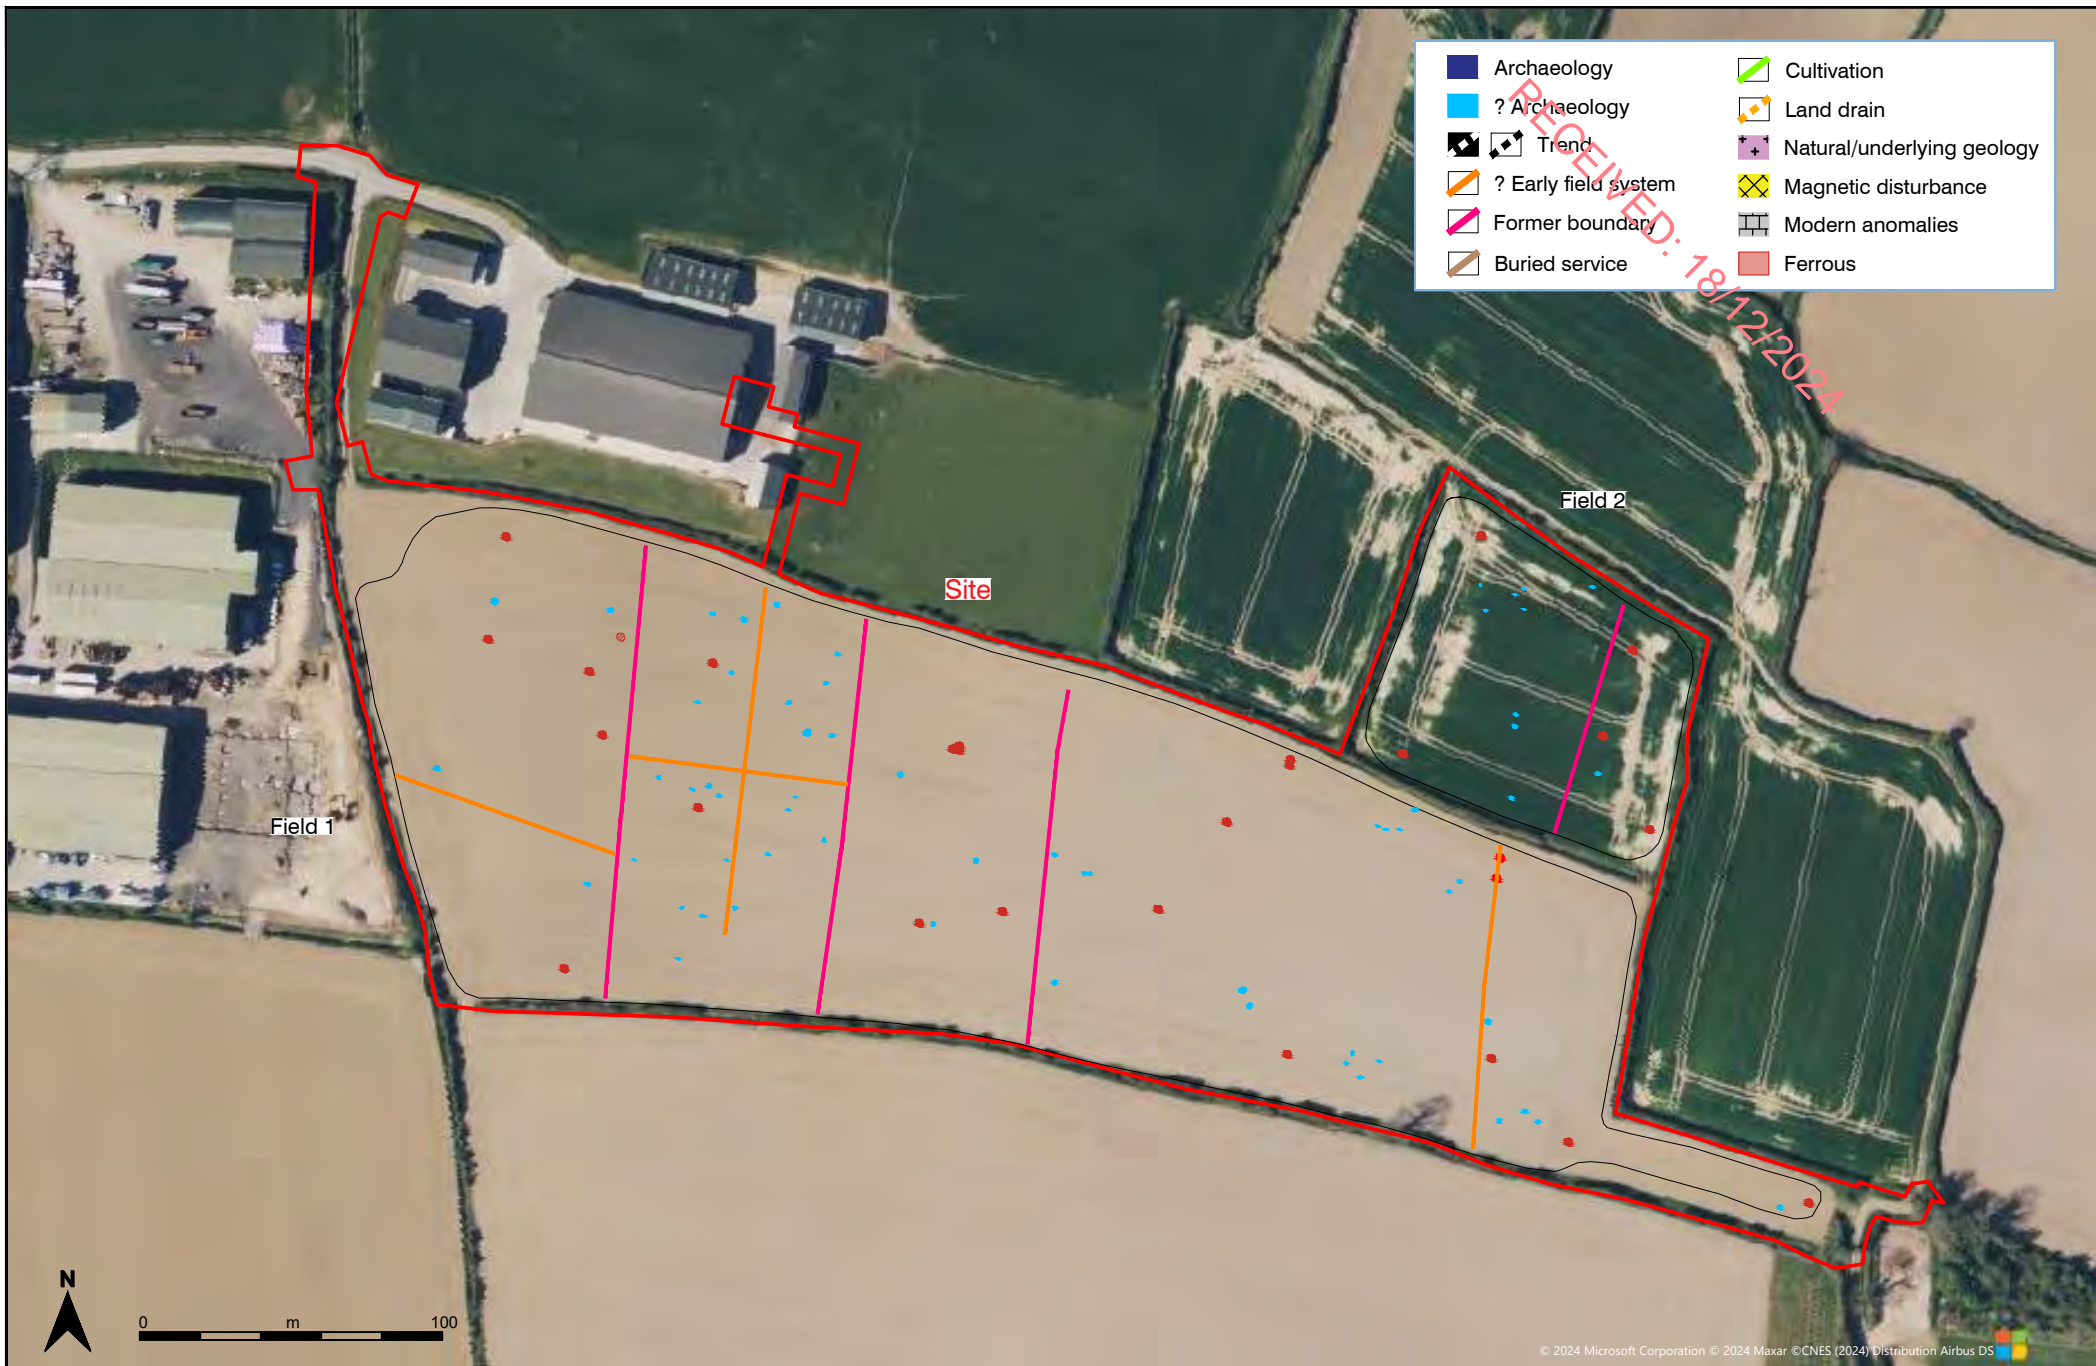 Archaeology
? Archaeology
Trend
? Early field system
Former boundary
Buried service
Cultivation
Land drain
Natural/underlying geology
Magnetic disturbance
Modern anomalies
Ferrous
RECEIVED: 18/12/2024
Field 2
Site
Field 1
N
0 m 100
© 2024 Microsoft Corporation © 2024 Maxar ©CNES (2024) Distribution Airbus DS